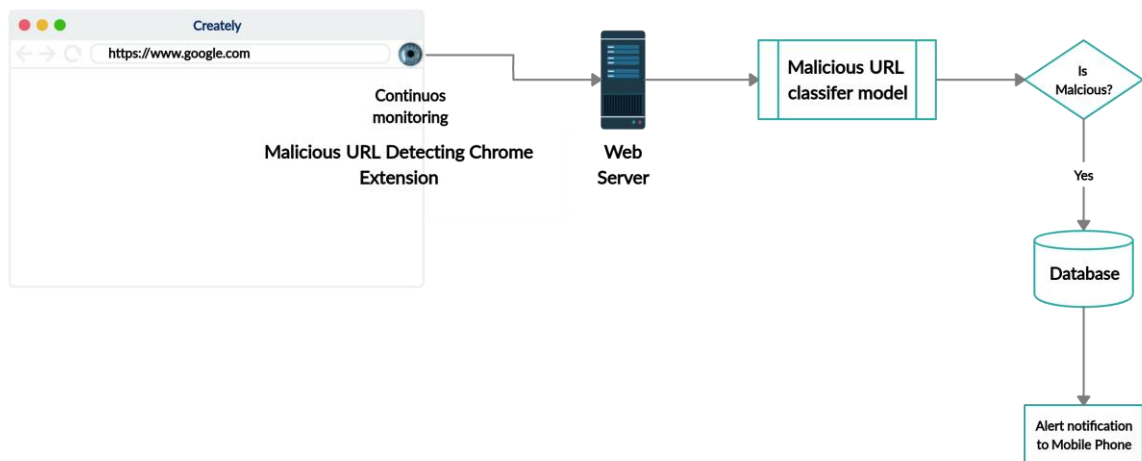 Creately
https://www.google.com
Continuos
monitoring
Malicious URL Detecting Chrome
Extension
Web
Server
Malicious URL
classifer model
Is
Malcious?
Yes
Database
Alert notification
to Mobile Phone